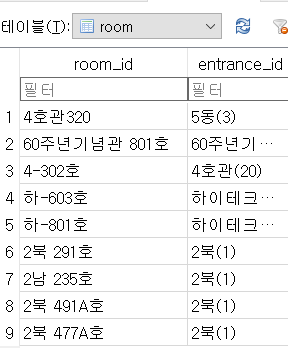 테이블(T): room
room_id entrance_id
필터 필터
1 4호관320 5동(3)
2 60주년기념관 801호 60주년기…
3 4-302호 4호관(20)
4 하-603호 하이테크…
5 하-801호 하이테크…
6 2북 291호 2북(1)
7 2남 235호 2북(1)
8 2북 491A호 2북(1)
9 2북 477A호 2북(1)